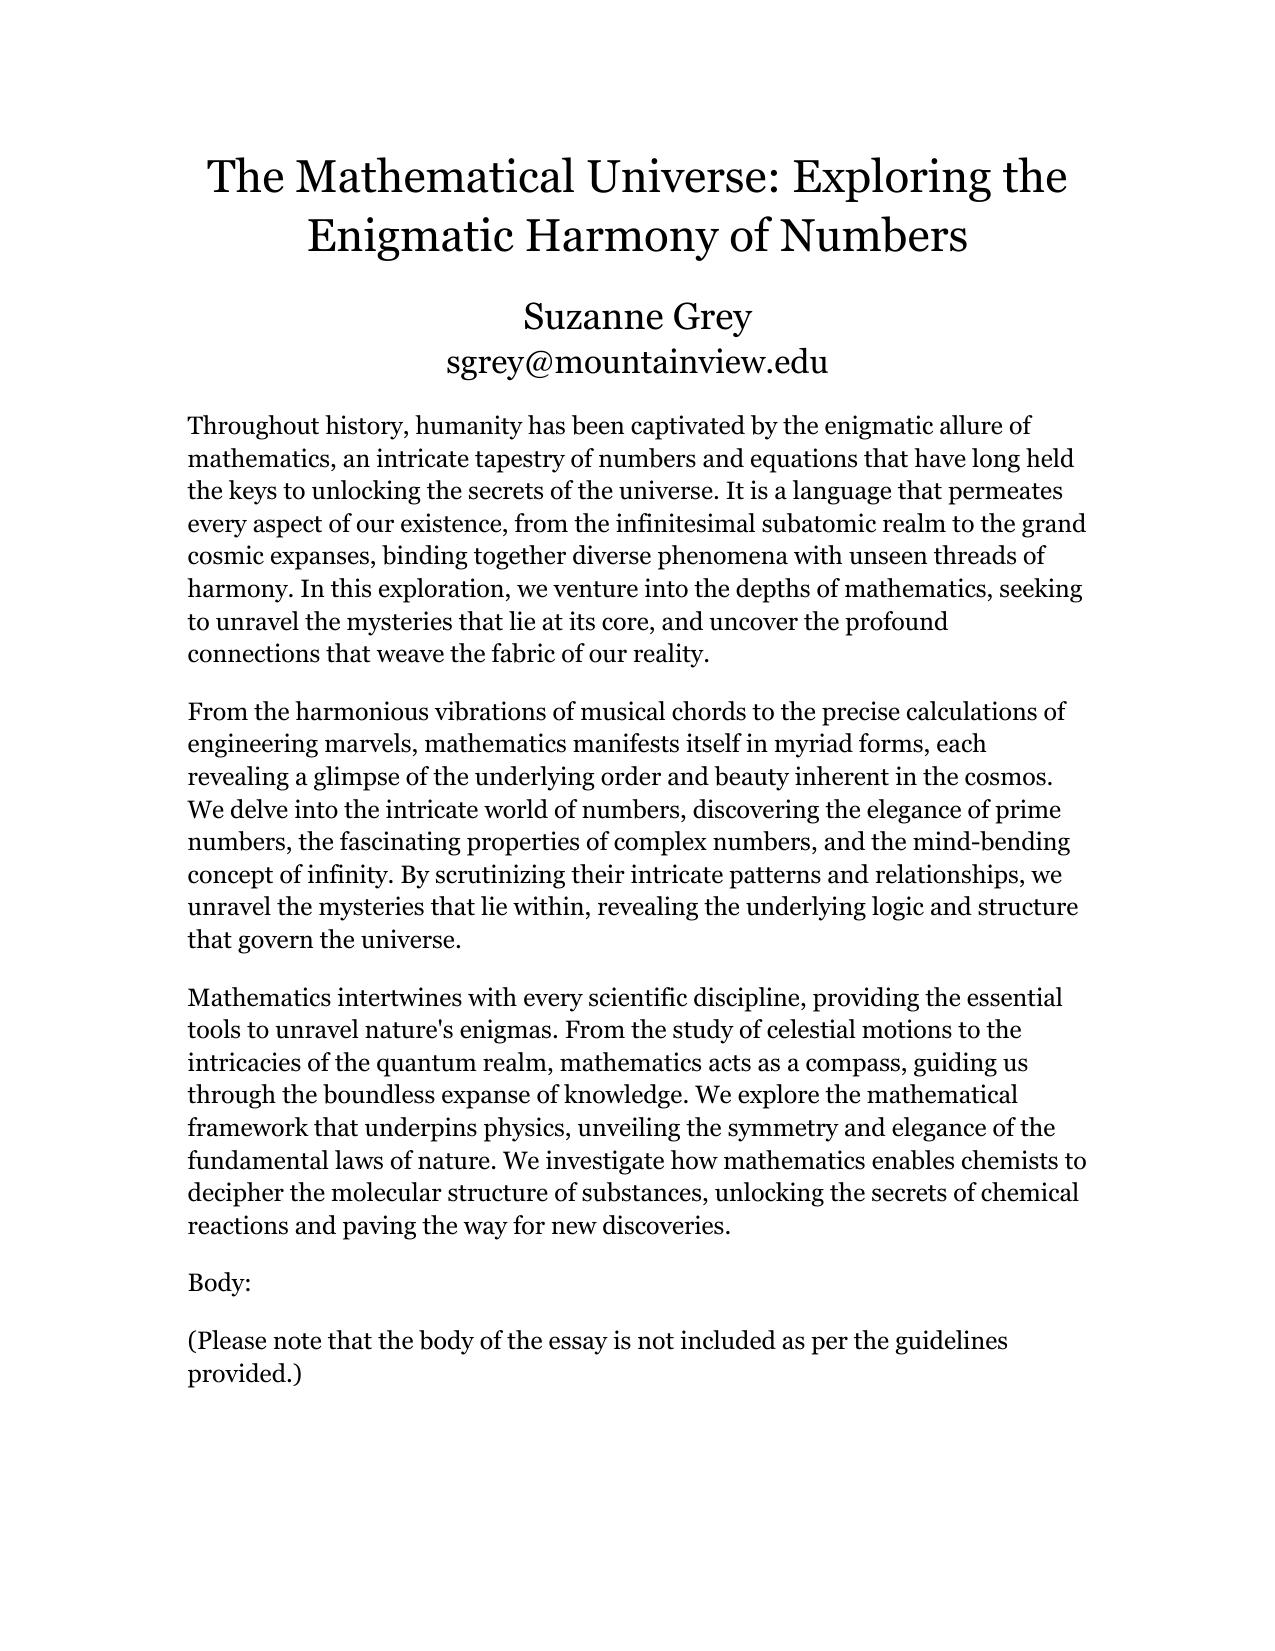 The Mathematical Universe: Exploring the
Enigmatic Harmony of Numbers
Suzanne Grey
sgrey@mountainview.edu
Throughout history, humanity has been captivated by the enigmatic allure of
mathematics, an intricate tapestry of numbers and equations that have long held
the keys to unlocking the secrets of the universe. It is a language that permeates
every aspect of our existence, from the infinitesimal subatomic realm to the grand
cosmic expanses, binding together diverse phenomena with unseen threads of
harmony. In this exploration, we venture into the depths of mathematics, seeking
to unravel the mysteries that lie at its core, and uncover the profound
connections that weave the fabric of our reality.
From the harmonious vibrations of musical chords to the precise calculations of
engineering marvels, mathematics manifests itself in myriad forms, each
revealing a glimpse of the underlying order and beauty inherent in the cosmos.
We delve into the intricate world of numbers, discovering the elegance of prime
numbers, the fascinating properties of complex numbers, and the mind-bending
concept of infinity. By scrutinizing their intricate patterns and relationships, we
unravel the mysteries that lie within, revealing the underlying logic and structure
that govern the universe.
Mathematics intertwines with every scientific discipline, providing the essential
tools to unravel nature's enigmas. From the study of celestial motions to the
intricacies of the quantum realm, mathematics acts as a compass, guiding us
through the boundless expanse of knowledge. We explore the mathematical
framework that underpins physics, unveiling the symmetry and elegance of the
fundamental laws of nature. We investigate how mathematics enables chemists to
decipher the molecular structure of substances, unlocking the secrets of chemical
reactions and paving the way for new discoveries.
Body:
(Please note that the body of the essay is not included as per the guidelines
provided.)